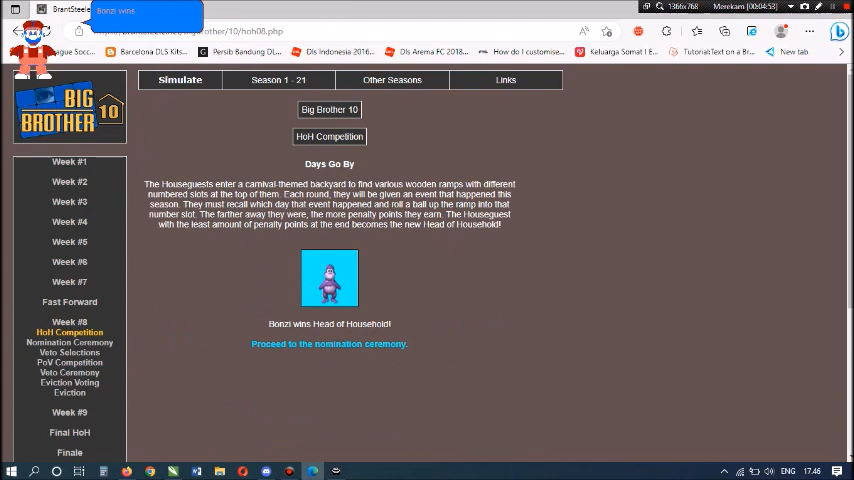 BrantSteele
Bonzi wins
1366x768
Merekam [00:04:53]
other/10/hoh08.php
Barcelona DLS Kits...
Persib Bandung DL...
Dls Indonesia 2016...
DLs Arema FC 2018...
How do i customise...
Keluarga Somat I E...
TutorialsText on a Br...
New tab
Simulate
Season 1 - 21
Other Seasons
Links
BIG
BROTHER
10
Big Brother 10
HoH Competition
Days Go By
The Houseguests enter a carnival-themed backyard to find various wooden ramps with different
numbered slots at the top of them. Each round, they will be given an event that happened this
season. They must recall which day that event happened and roll a ball up the ramp into that
number slot. The farther away they were, the more penalty points they earn. The Houseguest
with the least amount of penalty points at the end becomes the new Head of Household!
Bonzi wins Head of Household!
Proceed to the nomination ceremony.
Week #1
Week #2
Week #3
Week #4
Week #5
Week #6
Week #7
Fast Forward
Week #8
HoH Competition
Nomination Ceremony
Veto Selections
PoV Competition
Veto Ceremony
Eviction Voting
Eviction
Week #9
Final HoH
Finale
ENG
17.46